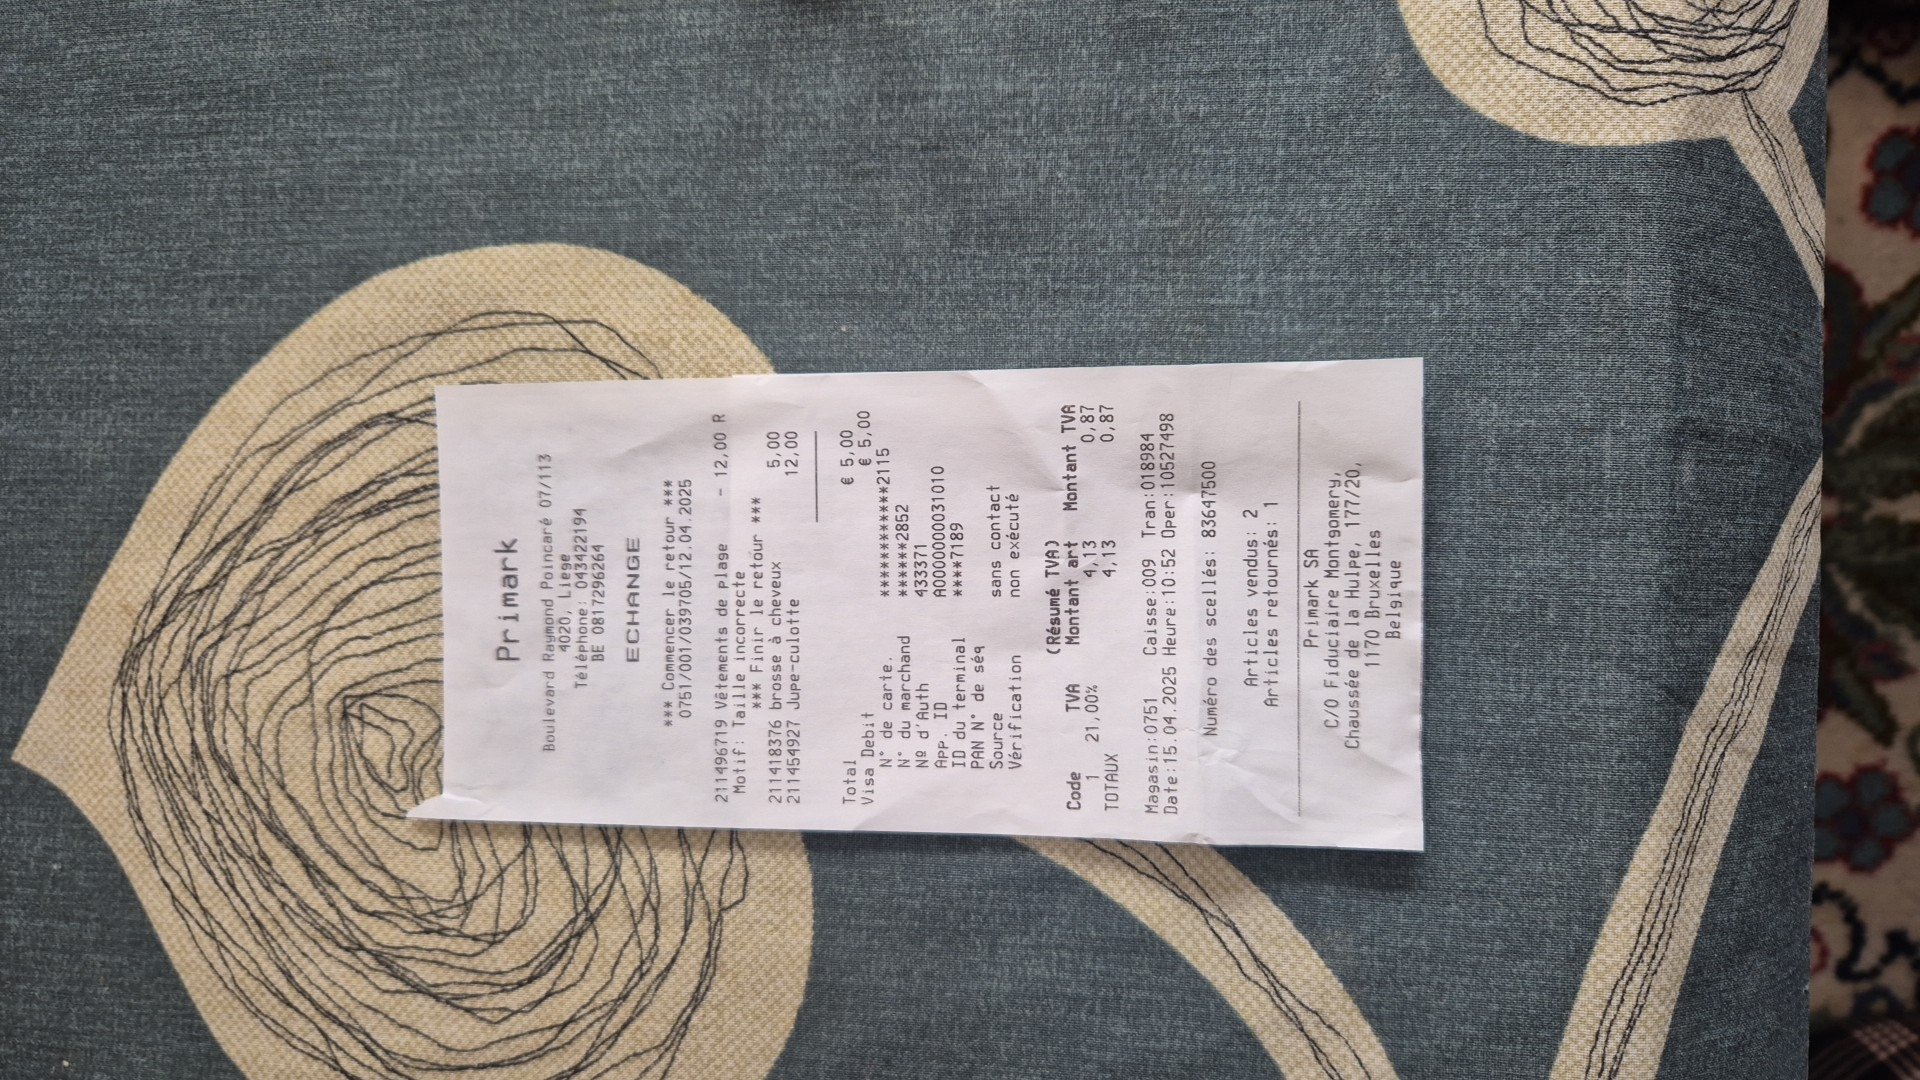 Primark
Boulevard Raymond Poincaré 07/113
4020, Liege
Téléphone: 043422194
BE 0817296264
ECHANGE
*** Commencer le retour ***
0751/001/039705/12.04.2025
211496719 Vêtements de plage - 12,00 R
Motif: Taille incorrecte
*** Finir le retour ***
211418376 brosse à cheveux 5,00
211454927 Jupe-culotte 12,00
Total € 5,00
Visa Debit € 5,00
N° de carte. ************2115
N° du marchand ******2852
Nº d'Auth 433371
App. ID A0000000031010
ID du terminal ****7189
PAN N° de séq
Source sans contact
Vérification non exécuté
(Résumé TVA)
Code TVA Montant art Montant TVA
1 21,00% 4,13 0,87
TOTAUX 4,13 0,87
Magasin:0751 Caisse:009 Tran:018984
Date:15.04.2025 Heure:10:52 Oper:10527498
Numéro des scellés: 83647500
Articles vendus: 2
Articles retournés: 1
Primark SA
C/O Fiduciaire Montgomery,
Chaussée de la Hulpe, 177/20,
1170 Bruxelles
Belgique